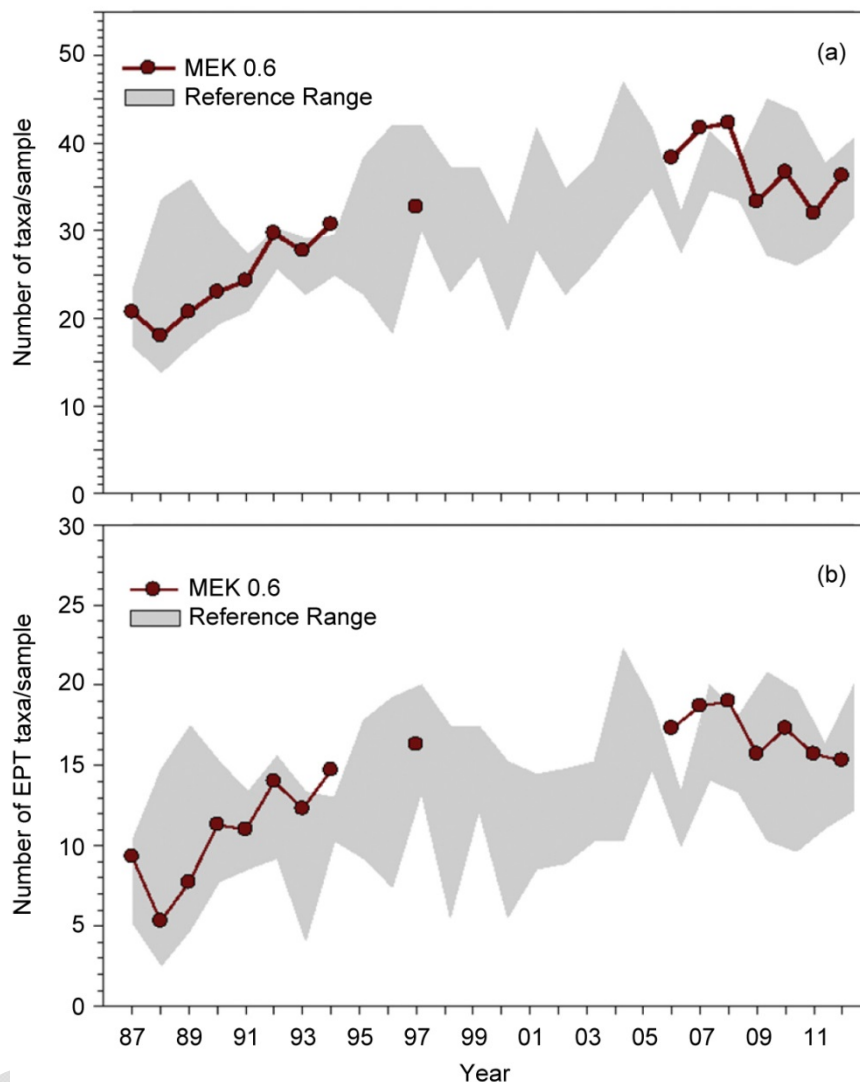 (a)
MEK 0.6
Reference Range
Number of taxa/sample
50
40
30
20
10
0
(b)
MEK 0.6
Reference Range
Number of EPT taxa/sample
30
25
20
15
10
5
0
87 89 91 93 95 97 99 01 03 05 07 09 11
Year